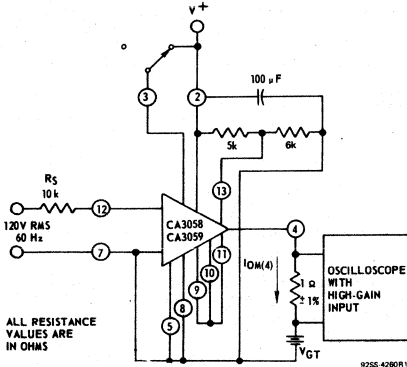 V+
100 µF
3
2
5k
6k
RS
10 k
12
13
120V RMS
60 Hz
CA3058
CA3059
4
7
11
10
9
8
5
IOM(4)
1 Ω
± 1%
OSCILLOSCOPE
WITH
HIGH-GAIN
INPUT
VGT
ALL RESISTANCE
VALUES ARE
IN OHMS
92SS-4260R1